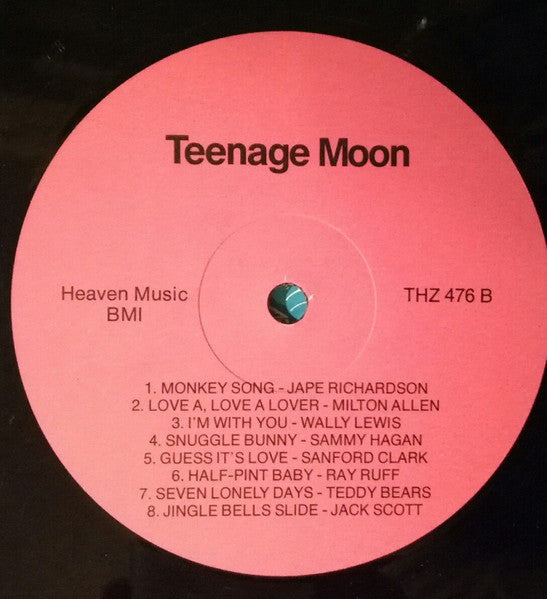 Teenage Moon
Heaven Music
BMI
THZ 476 B
1. MONKEY SONG - JAPE RICHARDSON
2. LOVE A, LOVE A LOVER - MILTON ALLEN
3. I'M WITH YOU - WALLY LEWIS
4. SNUGGLE BUNNY - SAMMY HAGAN
5. GUESS IT'S LOVE - SANFORD CLARK
6. HALF-PINT BABY - RAY RUFF
7. SEVEN LONELY DAYS - TEDDY BEARS
8. JINGLE BELLS SLIDE - JACK SCOTT